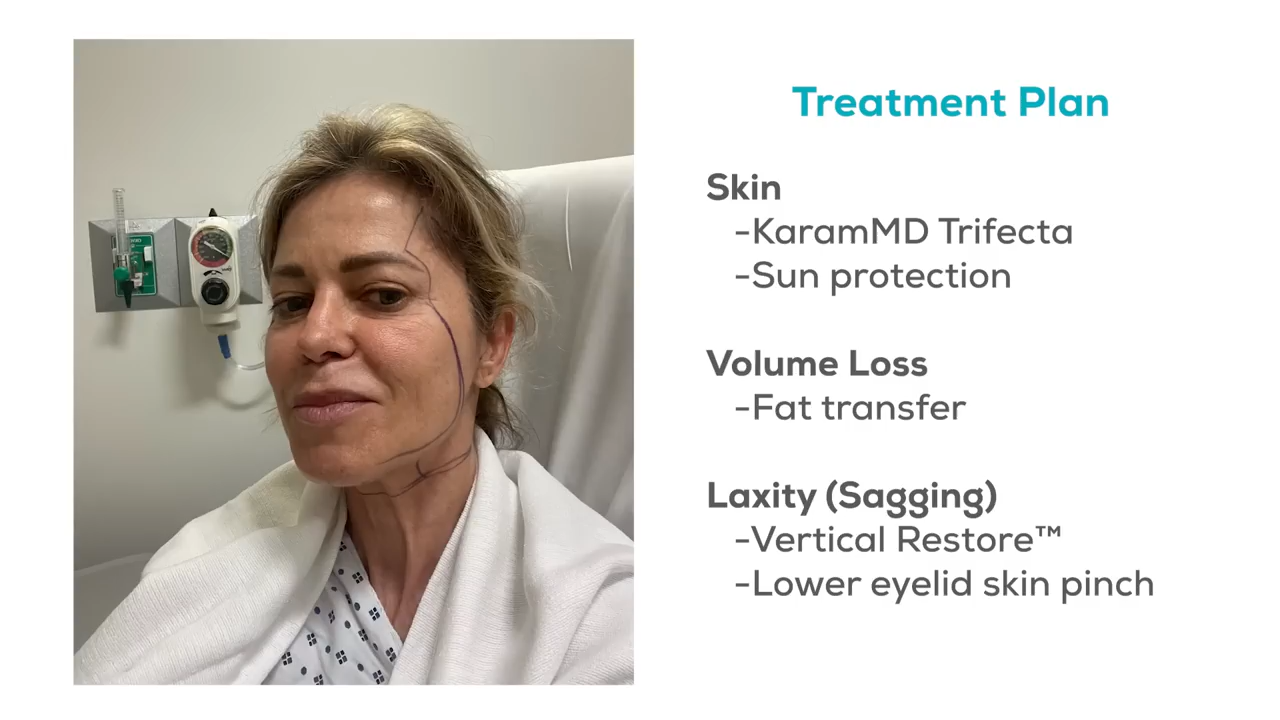 Treatment Plan
Skin
-KaramMD Trifecta
-Sun protection
Volume Loss
-Fat transfer
Laxity (Sagging)
-Vertical Restore™
-Lower eyelid skin pinch